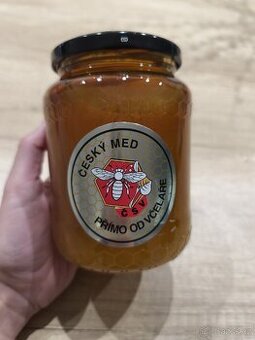 ČESKÝ MED
ČSV
PŘÍMO OD VČELAŘE